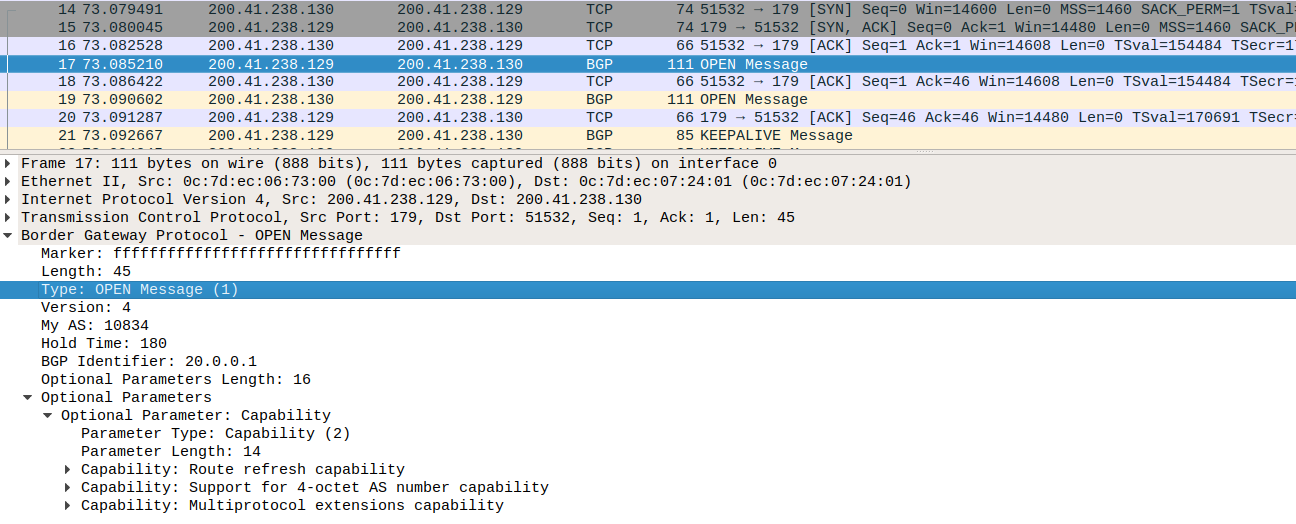 14 73.079491 200.41.238.130 200.41.238.129 TCP 74 51532 → 179 [SYN] Seq=0 Win=14600 Len=0 MSS=1460 SACK_PERM=1 TSval=
15 73.080045 200.41.238.129 200.41.238.130 TCP 74 179 → 51532 [SYN, ACK] Seq=0 Ack=1 Win=14480 Len=0 MSS=1460 SACK_P
16 73.082528 200.41.238.130 200.41.238.129 TCP 66 51532 → 179 [ACK] Seq=1 Ack=1 Win=14608 Len=0 TSval=154484 TSecr=1
17 73.085210 200.41.238.129 200.41.238.130 BGP 111 OPEN Message
18 73.086422 200.41.238.130 200.41.238.129 TCP 66 51532 → 179 [ACK] Seq=1 Ack=46 Win=14608 Len=0 TSval=154484 TSecr=
19 73.090602 200.41.238.130 200.41.238.129 BGP 111 OPEN Message
20 73.091287 200.41.238.129 200.41.238.130 TCP 66 179 → 51532 [ACK] Seq=46 Ack=46 Win=14480 Len=0 TSval=170691 TSecr=
21 73.092667 200.41.238.129 200.41.238.130 BGP 85 KEEPALIVE Message
Frame 17: 111 bytes on wire (888 bits), 111 bytes captured (888 bits) on interface 0
Ethernet II, Src: 0c:7d:ec:06:73:00 (0c:7d:ec:06:73:00), Dst: 0c:7d:ec:07:24:01 (0c:7d:ec:07:24:01)
Internet Protocol Version 4, Src: 200.41.238.129, Dst: 200.41.238.130
Transmission Control Protocol, Src Port: 179, Dst Port: 51532, Seq: 1, Ack: 1, Len: 45
Border Gateway Protocol - OPEN Message
Marker: ffffffffffffffffffffffffffffffff
Length: 45
Type: OPEN Message (1)
Version: 4
My AS: 10834
Hold Time: 180
BGP Identifier: 20.0.0.1
Optional Parameters Length: 16
Optional Parameters
Optional Parameter: Capability
Parameter Type: Capability (2)
Parameter Length: 14
Capability: Route refresh capability
Capability: Support for 4-octet AS number capability
Capability: Multiprotocol extensions capability